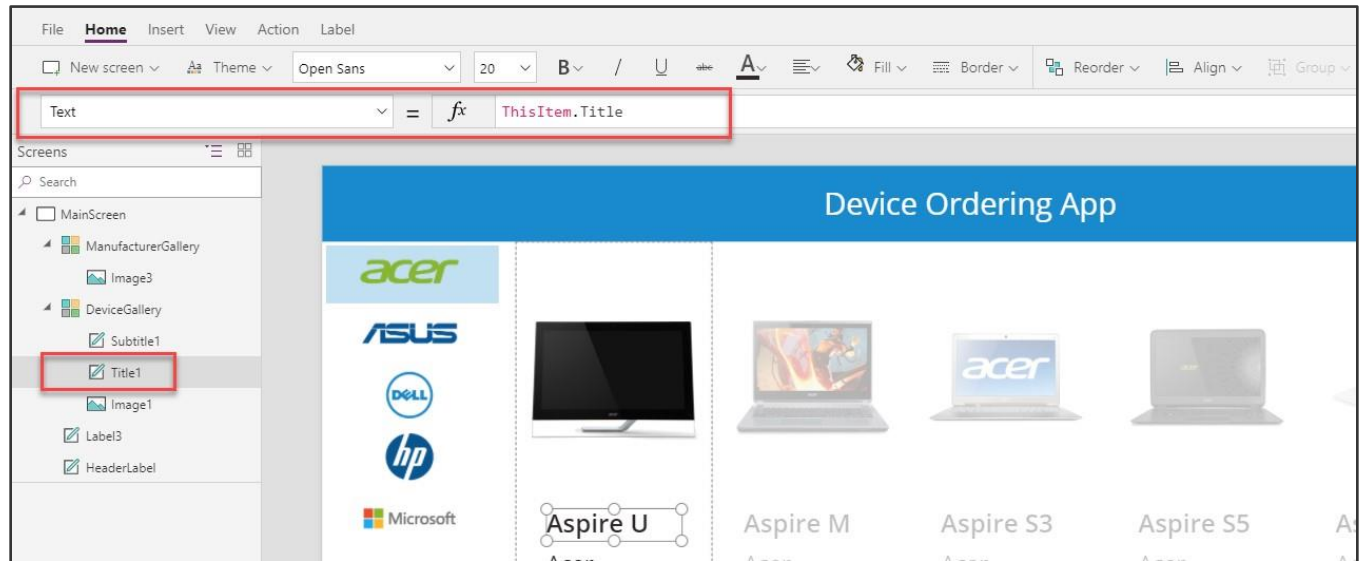 File Home Insert View Action Label
New screen Theme Open Sans 20 B / U abc A Fill Border Reorder Align Group
Text = fx ThisItem.Title
Screens
Search
MainScreen
ManufacturerGallery
Image3
DeviceGallery
Subtitle1
Title1
Image1
Label3
HeaderLabel
Device Ordering App
acer
ASUS
DELL
hp
Microsoft
acer
Aspire U Aspire M Aspire S3 Aspire S5